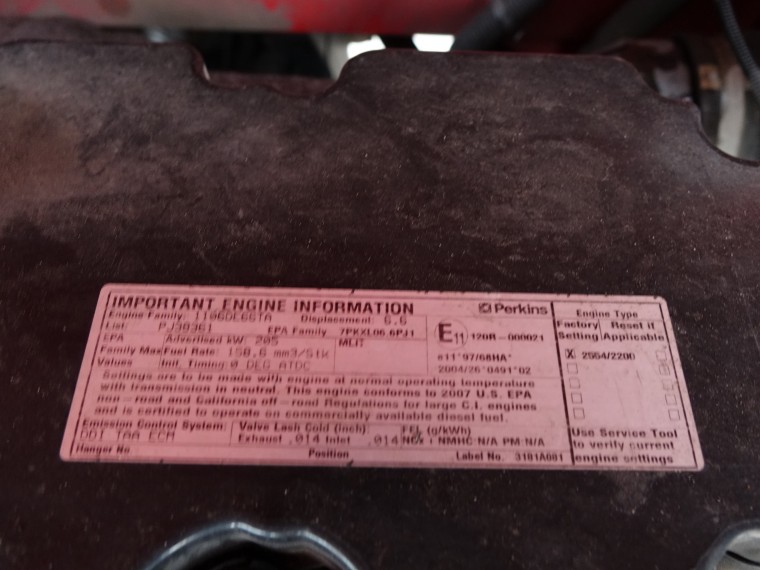 IMPORTANT ENGINE INFORMATION
Perkins
Engine Family: 1106DE66TA Displacement: 6.6
List: PJ38361 EPA Family 7PKXL06.6PJ1
EPA Advertised kW: 205 MLI:
Family Max Fuel Rate: 158.6 mm3/Stk
Values Init. Timing: 0 DEG ATDC
E11 120R-000021
e11*97/68HA*
2004/26*0491*02
Settings are to be made with engine at normal operating temperature
with transmission in neutral. This engine conforms to 2007 U.S. EPA
non-road and California off-road Regulations for large C.I. engines
and is certified to operate on commercially available diesel fuel.
Emission Control System: Valve Lash Cold (Inch) (g/kWh)
DDI TAA ECM Exhaust .014 Inlet .014 NOx: NMHC N/A PM N/A
Hanger No Position Label No. 3181A081
Engine Type
Factory Reset if
Setting Applicable
X 2564/2200
Use Service Tool
to verify current
engine settings